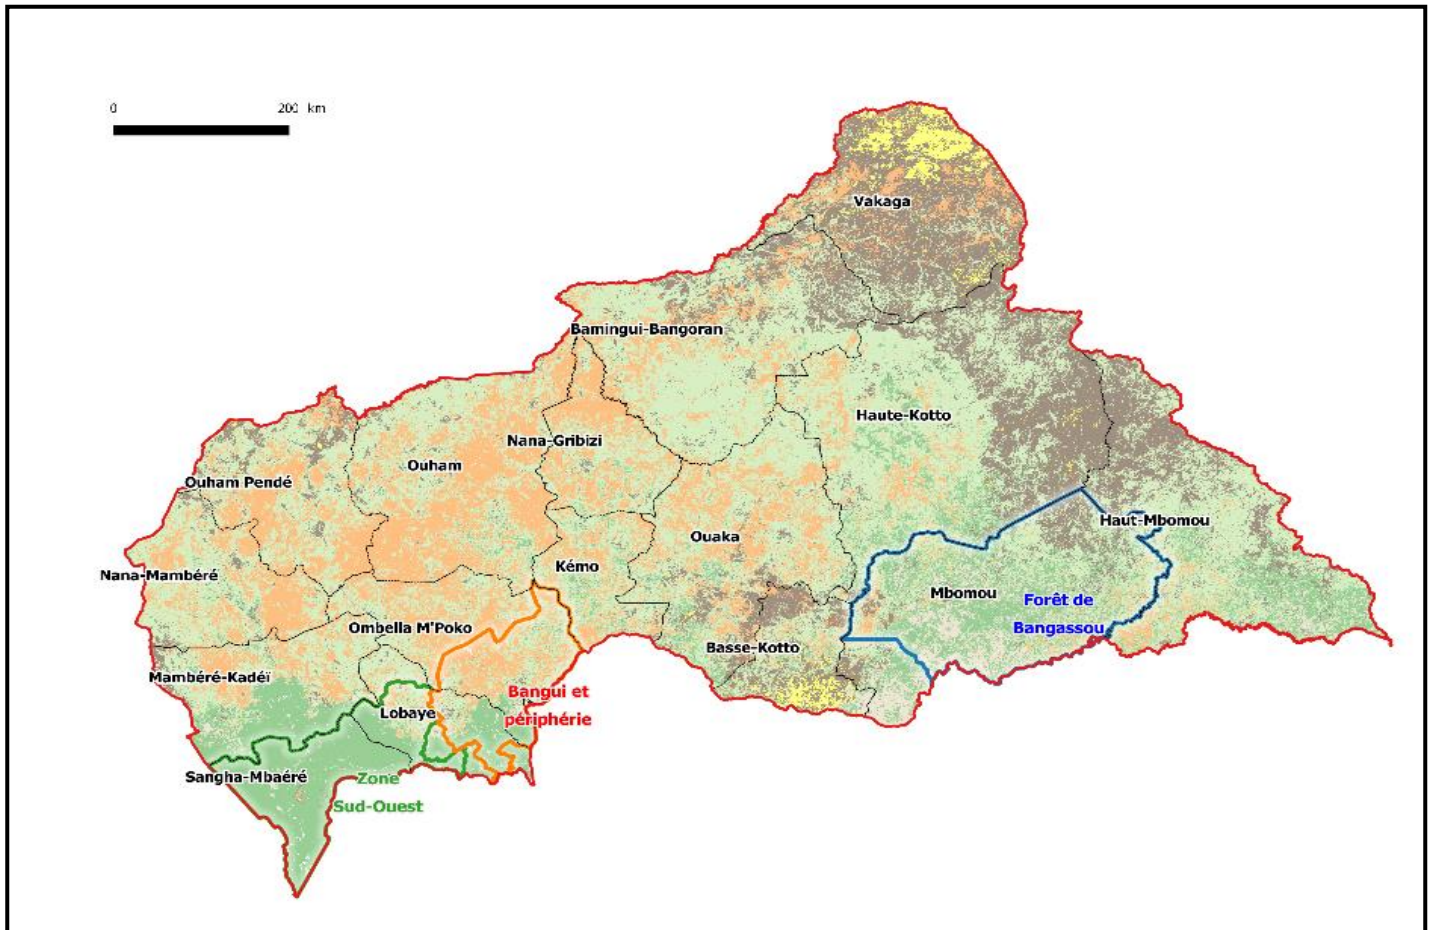 0 200 km
Vakaga
Bamingui-Bangoran
Haute-Kotto
Nana-Gribizi
Ouham
Ouham Pendé
Haut-Mbomou
Ouaka
Kémo
Nana-Mambéré
Mbomou
Forêt de
Bangassou
Ombella M'Poko
Basse-Kotto
Mambéré-Kadéï
Bangui et
périphérie
Lobaye
Sangha-Mbaéré
Zone
Sud-Ouest